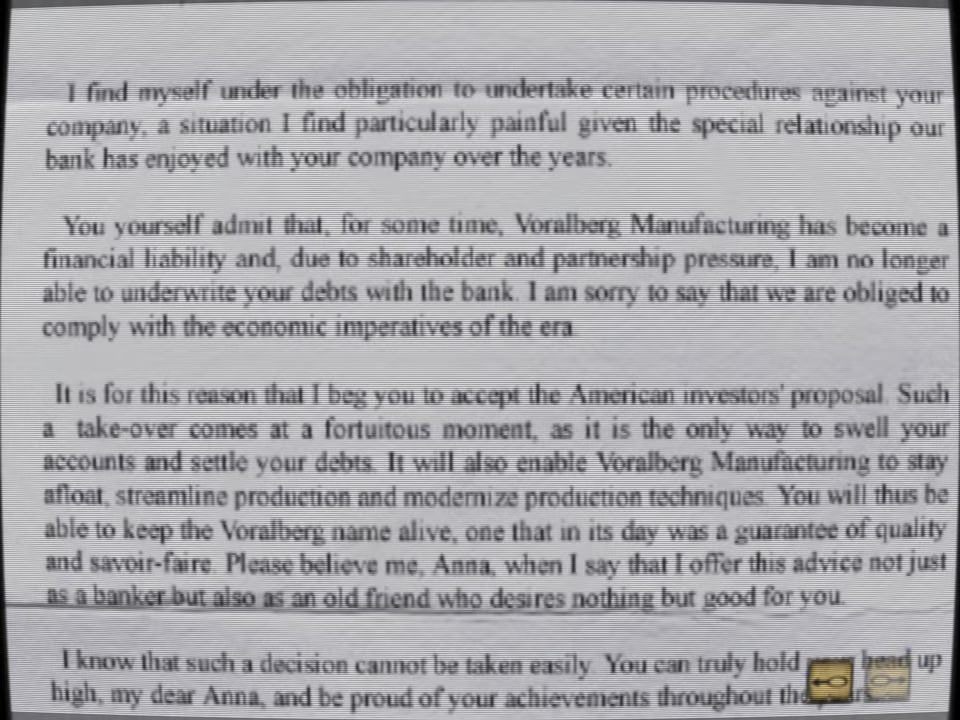 I find myself under the obligation to undertake certain procedures against your
company, a situation I find particularly painful given the special relationship our
bank has enjoyed with your company over the years.
You yourself admit that, for some time, Voralberg Manufacturing has become a
financial liability and, due to shareholder and partnership pressure, I am no longer
able to underwrite your debts with the bank. I am sorry to say that we are obliged to
comply with the economic imperatives of the era.
It is for this reason that I beg you to accept the American investors' proposal. Such
a take-over comes at a fortuitous moment, as it is the only way to swell your
accounts and settle your debts. It will also enable Voralberg Manufacturing to stay
afloat, streamline production and modernize production techniques. You will thus be
able to keep the Voralberg name alive, one that in its day was a guarantee of quality
and savoir-faire. Please believe me, Anna, when I say that I offer this advice not just
as a banker but also as an old friend who desires nothing but good for you.
I know that such a decision cannot be taken easily. You can truly hold head up
high, my dear Anna, and be proud of your achievements throughout